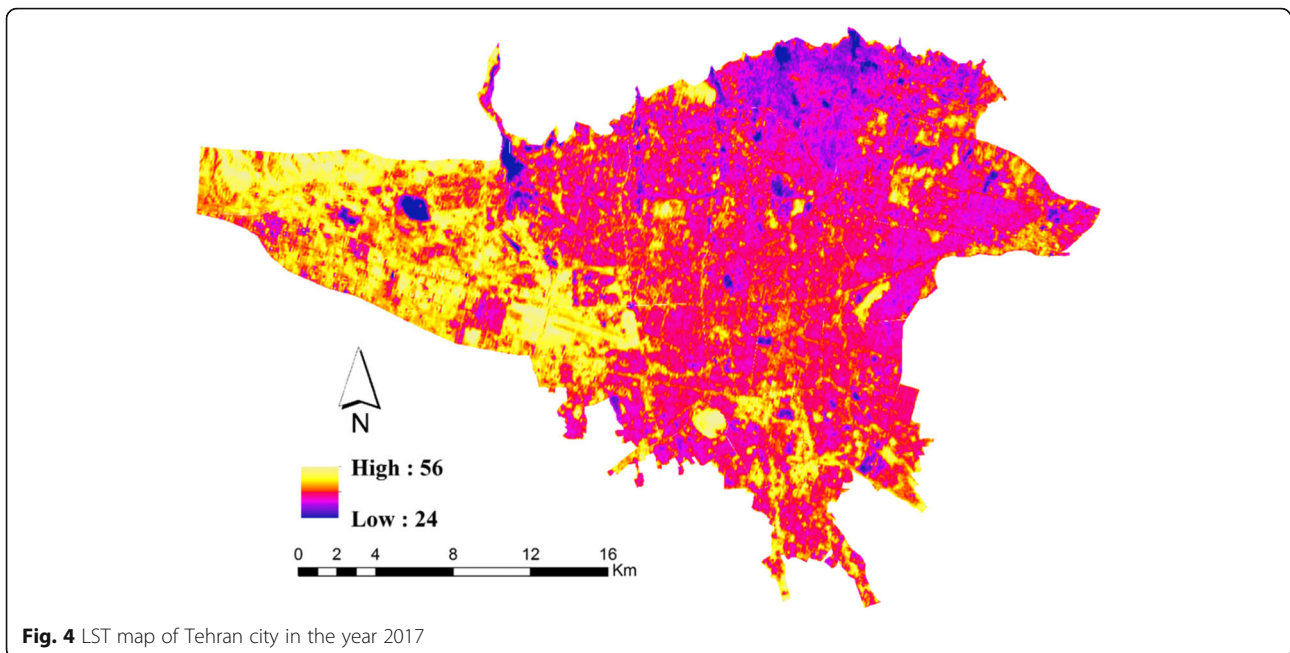 N
High : 56
Low : 24
0 2 4 8 12 16
Km
Fig. 4 LST map of Tehran city in the year 2017